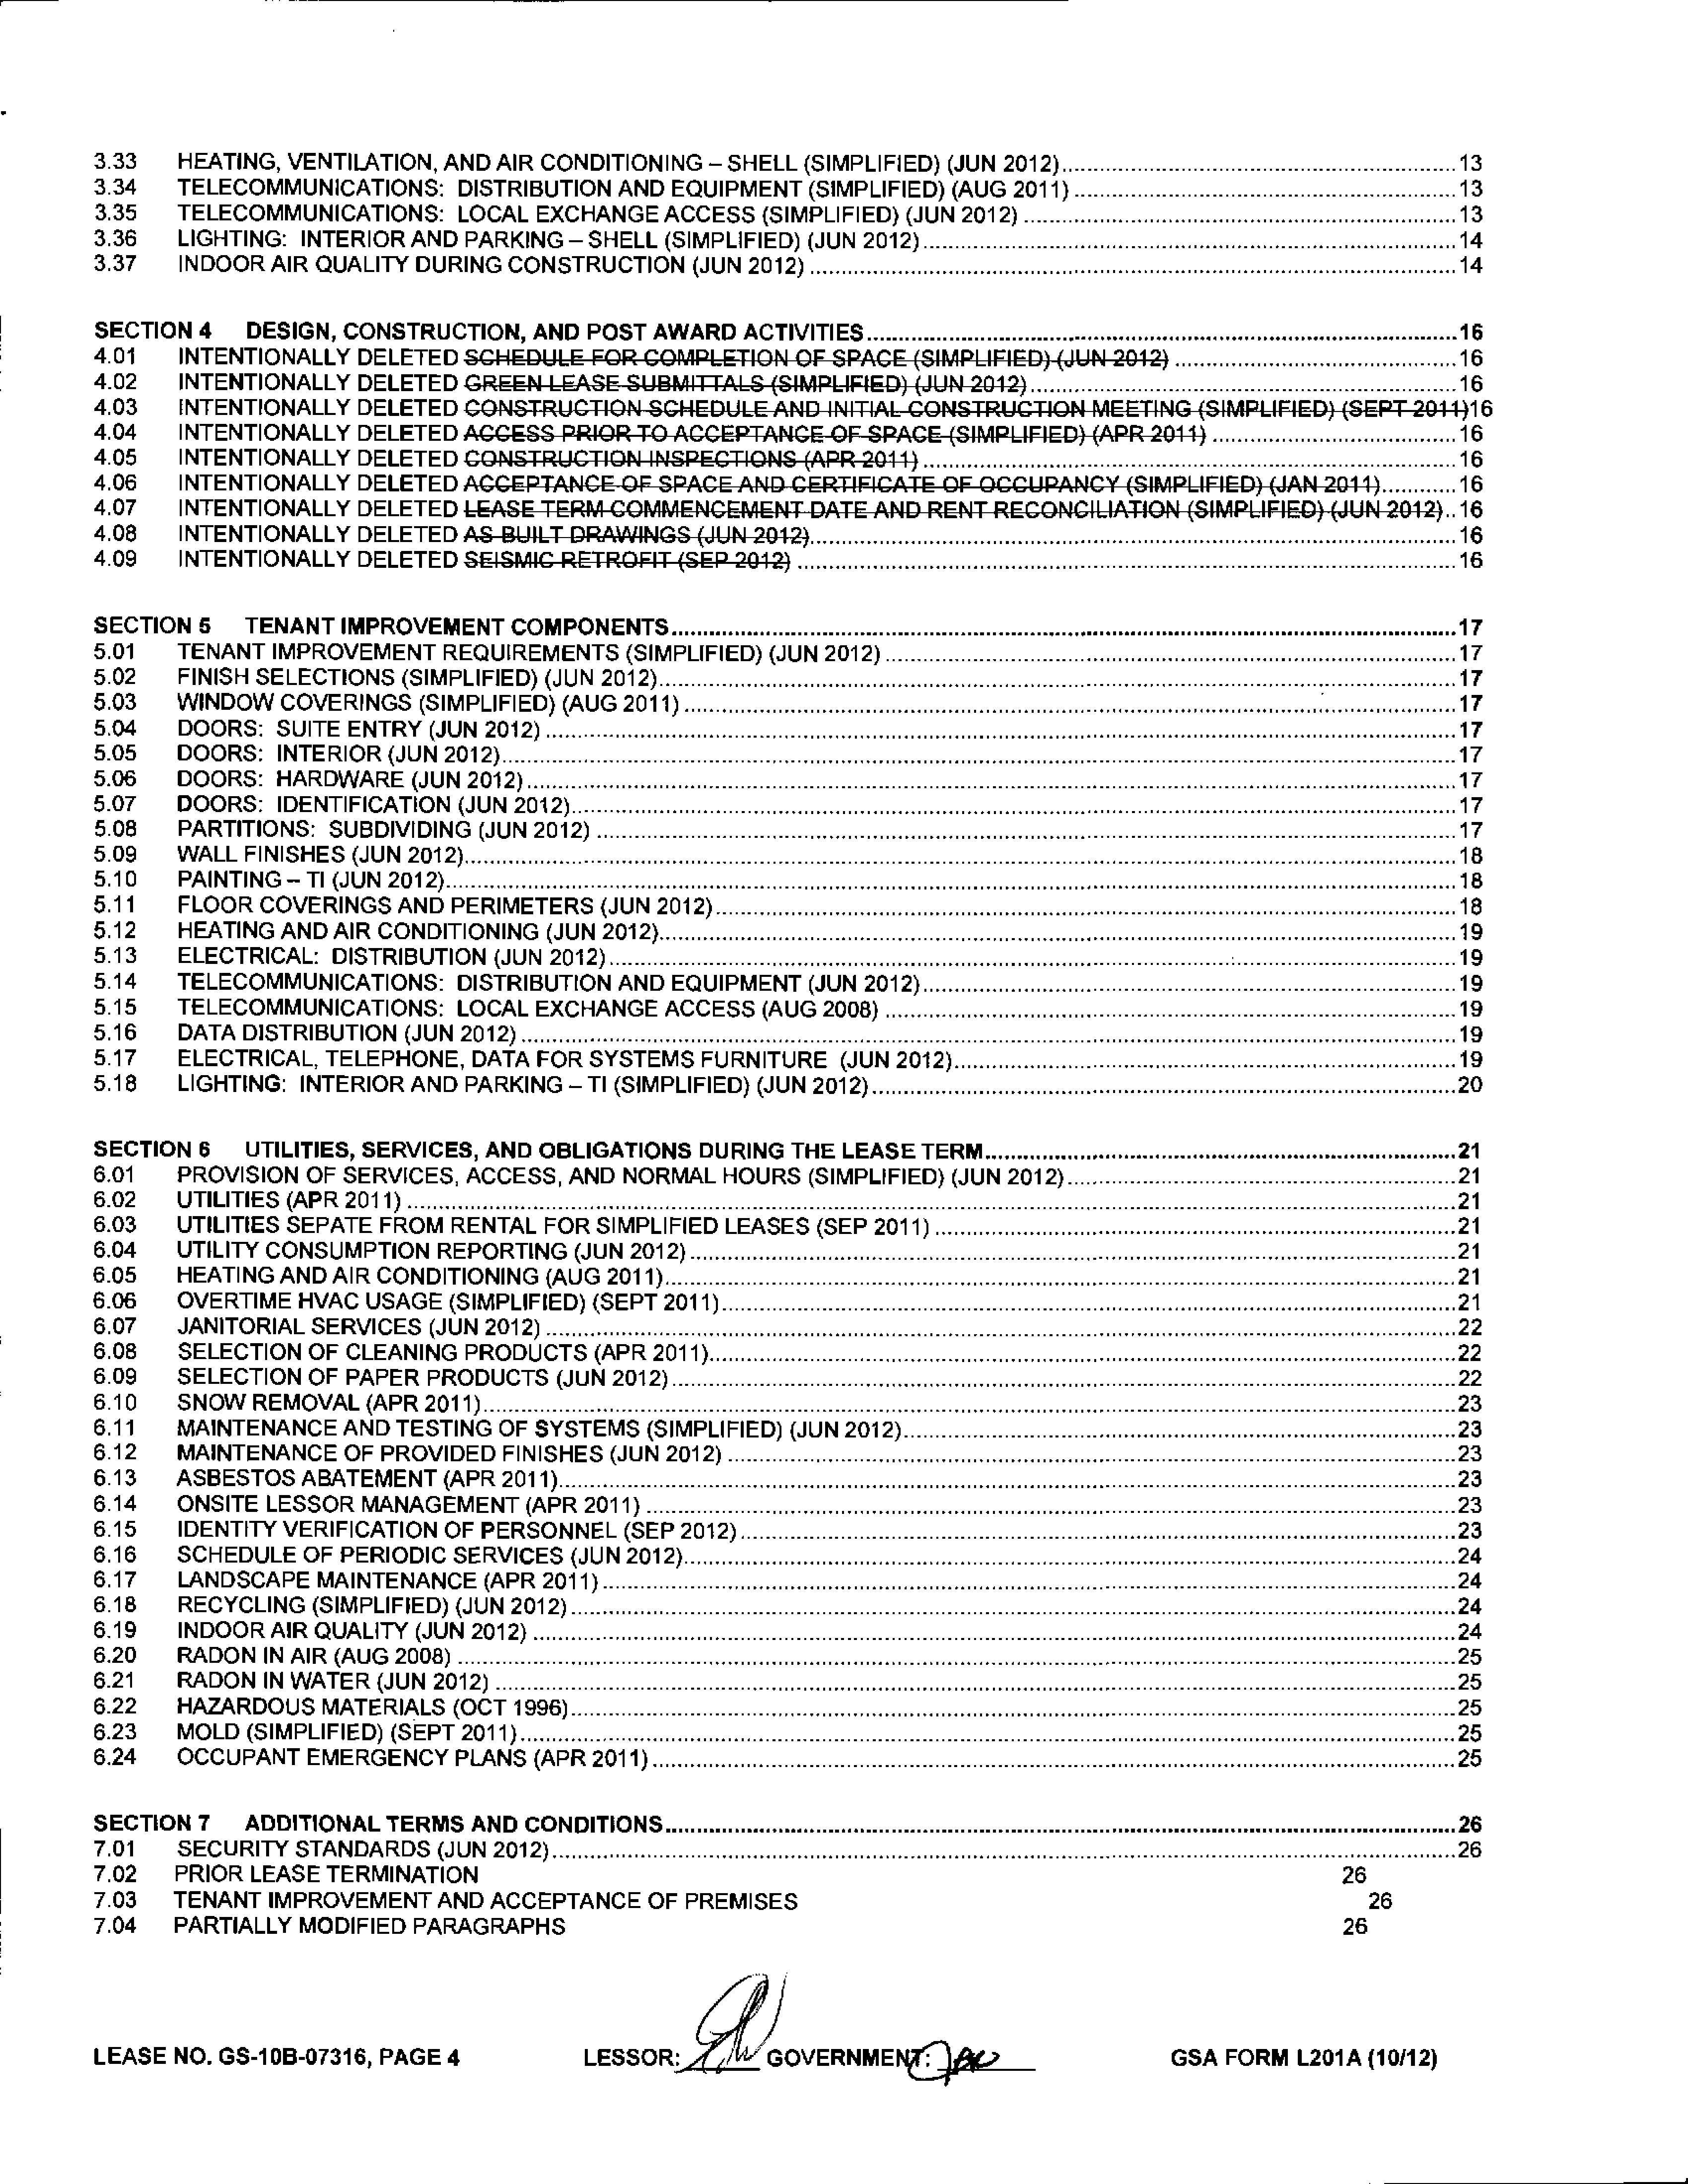 3.33 HEATING, VENTILATION, AND AIR CONDITIONING – SHELL (SIMPLIFIED) (JUN 2012)..........13
3.34 TELECOMMUNICATIONS: DISTRIBUTION AND EQUIPMENT (SIMPLIFIED) (AUG 2011)..........13
3.35 TELECOMMUNICATIONS: LOCAL EXCHANGE ACCESS (SIMPLIFIED) (JUN 2012)..........13
3.36 LIGHTING: INTERIOR AND PARKING – SHELL (SIMPLIFIED) (JUN 2012)..........14
3.37 INDOOR AIR QUALITY DURING CONSTRUCTION (JUN 2012)..........14
SECTION 4 DESIGN, CONSTRUCTION, AND POST AWARD ACTIVITIES..........16
4.01 INTENTIONALLY DELETED SCHEDULE FOR COMPLETION OF SPACE (SIMPLIFIED) (JUN 2012)..........16
4.02 INTENTIONALLY DELETED GREEN LEASE SUBMITTALS (SIMPLIFIED) (JUN 2012)..........16
4.03 INTENTIONALLY DELETED CONSTRUCTION SCHEDULE AND INITIAL CONSTRUCTION MEETING (SIMPLIFIED) (SEPT 2011)16
4.04 INTENTIONALLY DELETED ACCESS PRIOR TO ACCEPTANCE OF SPACE (SIMPLIFIED) (APR 2011)..........16
4.05 INTENTIONALLY DELETED CONSTRUCTION INSPECTIONS (APR 2011)..........16
4.06 INTENTIONALLY DELETED ACCEPTANCE OF SPACE AND CERTIFICATE OF OCCUPANCY (SIMPLIFIED) (JAN 2011)..........16
4.07 INTENTIONALLY DELETED LEASE TERM COMMENCEMENT DATE AND RENT RECONCILIATION (SIMPLIFIED) (JUN 2012)..16
4.08 INTENTIONALLY DELETED AS BUILT DRAWINGS (JUN 2012)..........16
4.09 INTENTIONALLY DELETED SEISMIC RETROFIT (SEP 2012)..........16
SECTION 5 TENANT IMPROVEMENT COMPONENTS..........17
5.01 TENANT IMPROVEMENT REQUIREMENTS (SIMPLIFIED) (JUN 2012)..........17
5.02 FINISH SELECTIONS (SIMPLIFIED) (JUN 2012)..........17
5.03 WINDOW COVERINGS (SIMPLIFIED) (AUG 2011)..........17
5.04 DOORS: SUITE ENTRY (JUN 2012)..........17
5.05 DOORS: INTERIOR (JUN 2012)..........17
5.06 DOORS: HARDWARE (JUN 2012)..........17
5.07 DOORS: IDENTIFICATION (JUN 2012)..........17
5.08 PARTITIONS: SUBDIVIDING (JUN 2012)..........17
5.09 WALL FINISHES (JUN 2012)..........18
5.10 PAINTING – TI (JUN 2012)..........18
5.11 FLOOR COVERINGS AND PERIMETERS (JUN 2012)..........18
5.12 HEATING AND AIR CONDITIONING (JUN 2012)..........19
5.13 ELECTRICAL: DISTRIBUTION (JUN 2012)..........19
5.14 TELECOMMUNICATIONS: DISTRIBUTION AND EQUIPMENT (JUN 2012)..........19
5.15 TELECOMMUNICATIONS: LOCAL EXCHANGE ACCESS (AUG 2008)..........19
5.16 DATA DISTRIBUTION (JUN 2012)..........19
5.17 ELECTRICAL, TELEPHONE, DATA FOR SYSTEMS FURNITURE (JUN 2012)..........19
5.18 LIGHTING: INTERIOR AND PARKING – TI (SIMPLIFIED) (JUN 2012)..........20
SECTION 6 UTILITIES, SERVICES, AND OBLIGATIONS DURING THE LEASE TERM..........21
6.01 PROVISION OF SERVICES, ACCESS, AND NORMAL HOURS (SIMPLIFIED) (JUN 2012)..........21
6.02 UTILITIES (APR 2011)..........21
6.03 UTILITIES SEPATE FROM RENTAL FOR SIMPLIFIED LEASES (SEP 2011)..........21
6.04 UTILITY CONSUMPTION REPORTING (JUN 2012)..........21
6.05 HEATING AND AIR CONDITIONING (AUG 2011)..........21
6.06 OVERTIME HVAC USAGE (SIMPLIFIED) (SEPT 2011)..........21
6.07 JANITORIAL SERVICES (JUN 2012)..........22
6.08 SELECTION OF CLEANING PRODUCTS (APR 2011)..........22
6.09 SELECTION OF PAPER PRODUCTS (JUN 2012)..........22
6.10 SNOW REMOVAL (APR 2011)..........23
6.11 MAINTENANCE AND TESTING OF SYSTEMS (SIMPLIFIED) (JUN 2012)..........23
6.12 MAINTENANCE OF PROVIDED FINISHES (JUN 2012)..........23
6.13 ASBESTOS ABATEMENT (APR 2011)..........23
6.14 ONSITE LESSOR MANAGEMENT (APR 2011)..........23
6.15 IDENTITY VERIFICATION OF PERSONNEL (SEP 2012)..........23
6.16 SCHEDULE OF PERIODIC SERVICES (JUN 2012)..........24
6.17 LANDSCAPE MAINTENANCE (APR 2011)..........24
6.18 RECYCLING (SIMPLIFIED) (JUN 2012)..........24
6.19 INDOOR AIR QUALITY (JUN 2012)..........24
6.20 RADON IN AIR (AUG 2008)..........25
6.21 RADON IN WATER (JUN 2012)..........25
6.22 HAZARDOUS MATERIALS (OCT 1996)..........25
6.23 MOLD (SIMPLIFIED) (SEPT 2011)..........25
6.24 OCCUPANT EMERGENCY PLANS (APR 2011)..........25
SECTION 7 ADDITIONAL TERMS AND CONDITIONS..........26
7.01 SECURITY STANDARDS (JUN 2012)..........26
7.02 PRIOR LEASE TERMINATION 26
7.03 TENANT IMPROVEMENT AND ACCEPTANCE OF PREMISES 26
7.04 PARTIALLY MODIFIED PARAGRAPHS 26
LEASE NO. GS-10B-07316, PAGE 4 LESSOR: GOVERNMENT: GSA FORM L201A (10/12)